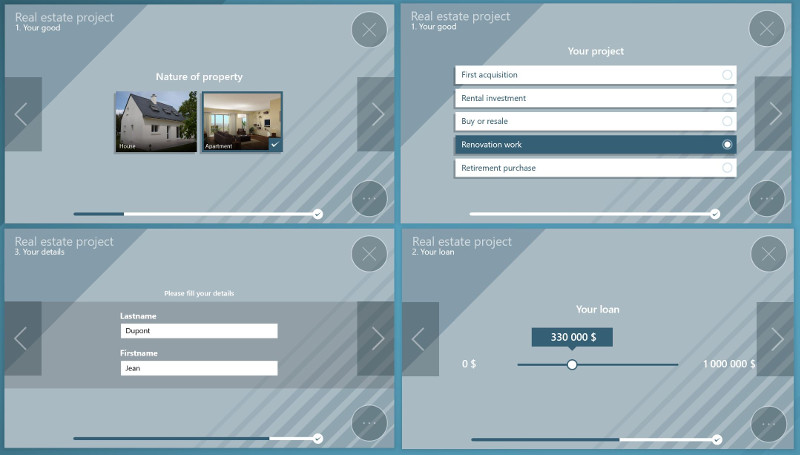 Real estate project
1. Your good
Nature of property
House
Apartment
Real estate project
1. Your good
Your project
First acquisition
Rental investment
Buy or resale
Renovation work
Retirement purchase
Real estate project
3. Your details
Please fill your details
Lastname
Dupont
Firstname
Jean
Real estate project
2. Your loan
Your loan
330 000 $
0 $
1 000 000 $